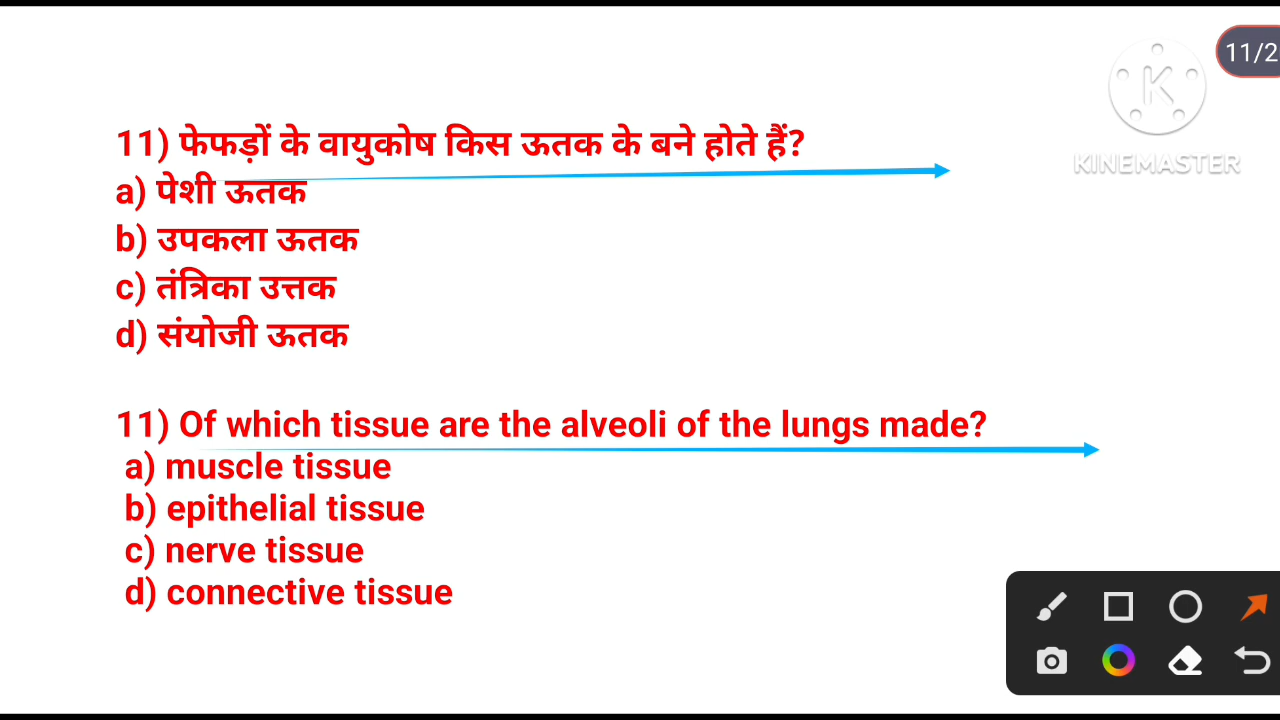 11/2
KINEMASTER
11) फेफड़ों के वायुकोष किस ऊतक के बने होते हैं?
a) पेशी ऊतक
b) उपकला ऊतक
c) तंत्रिका उत्तक
d) संयोजी ऊतक
11) Of which tissue are the alveoli of the lungs made?
a) muscle tissue
b) epithelial tissue
c) nerve tissue
d) connective tissue